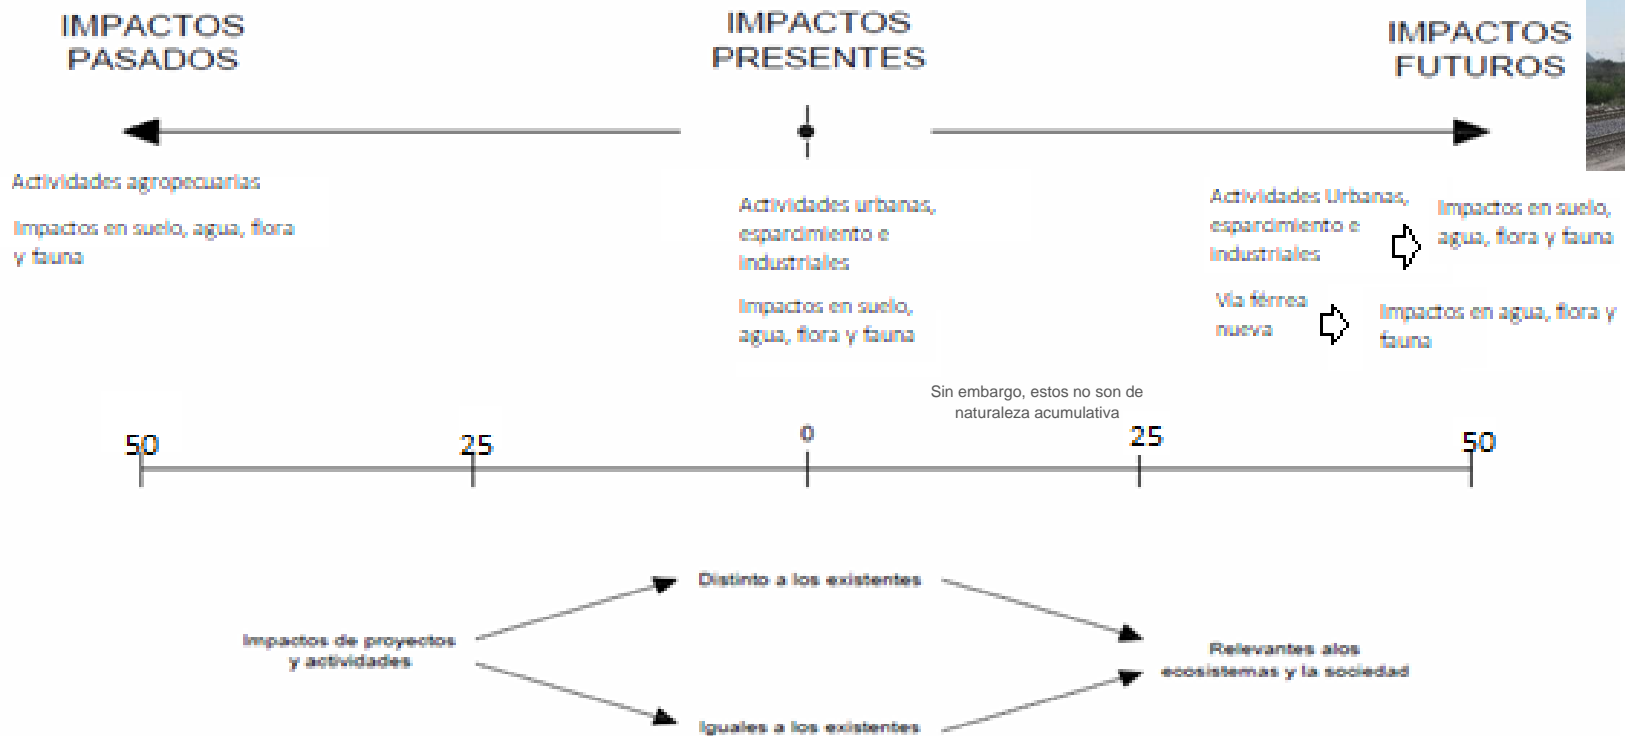 IMPACTOS
PASADOS
IMPACTOS
PRESENTES
IMPACTOS
FUTUROS
Actividades agropecuarias
Impactos en suelo, agua, flora
y fauna
Actividades urbanas,
esparcimiento e
industriales
Impactos en suelo,
agua, flora y fauna
Actividades Urbanas,
esparcimiento e
industriales
Impactos en suelo,
agua, flora y fauna
Vía férrea
nueva
Impactos en agua, flora y
fauna
Sin embargo, estos no son de
naturaleza acumulativa
50
25
0
25
50
Distinto a los existentes
Impactos de proyectos
y actividades
Relevantes alos
ecosistemas y la sociedad
Iguales a los existentes